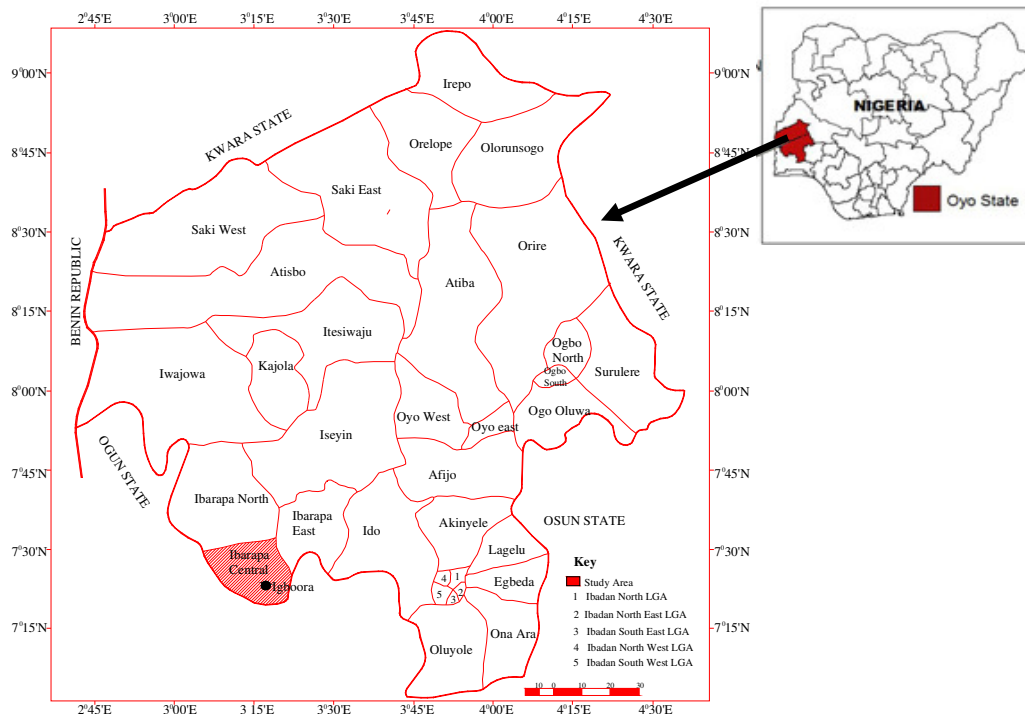 2°45'E 3°00'E 3°15'E 3°30'E 3°45'E 4°00'E 4°15'E 4°30'E
9°00'N
8°45'N
8°30'N
8°15'N
8°00'N
7°45'N
7°30'N
7°15'N
9°00'N
8°45'N
8°30'N
8°15'N
8°00'N
7°45'N
7°30'N
7°15'N
KWARA STATE
BENIN REPUBLIC
OGUN STATE
KWARA STATE
OSUN STATE
Irepo
Orelope
Olorunsogo
Saki East
Saki West
Orire
Atisbo
Atiba
Itesiwaju
Ogbo
North
Kajola
Iwajowa
Ogbo
South
Surulere
Oyo West
Ogo Oluwa
Oyo east
Iseyin
Afijo
Ibarapa North
Ibarapa
East
Ido
Akinyele
Lagelu
Ibarapa
Central
Igboora
Egbeda
4 1
5 3 2
Ona Ara
Oluyole
Key
Study Area
1 Ibadan North LGA
2 Ibadan North East LGA
3 Ibadan South East LGA
4 Ibadan North West LGA
5 Ibadan South West LGA
10 0 10 20 30
2°45'E 3°00'E 3°15'E 3°30'E 3°45'E 4°00'E 4°15'E 4°30'E
NIGERIA
Oyo State